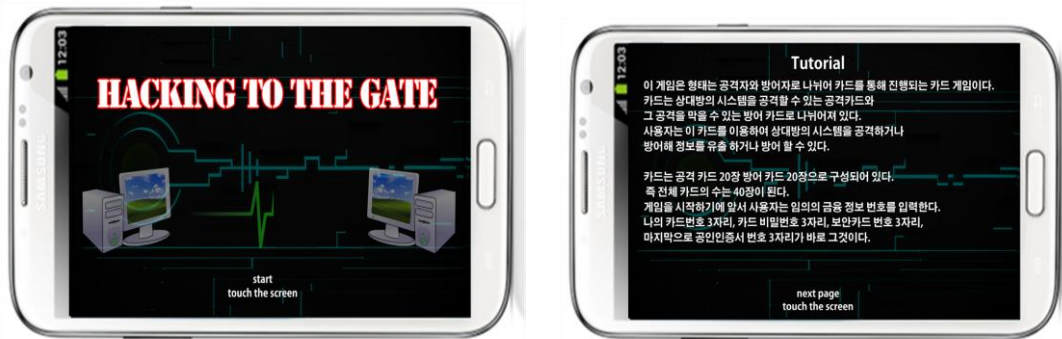 12:03
SAMSUNG
HACKING TO THE GATE
start
touch the screen
12:03
SAMSUNG
Tutorial
이 게임은 형태는 공격자와 방어자로 나뉘어 카드를 통해 진행되는 카드 게임이다.
카드는 상대방의 시스템을 공격할 수 있는 공격카드와
그 공격을 막을 수 있는 방어 카드로 나뉘어져 있다.
사용자는 이 카드를 이용하여 상대방의 시스템을 공격하거나
방어해 정보를 유출 하거나 방어 할 수 있다.
카드는 공격 카드 20장 방어 카드 20장으로 구성되어 있다.
즉 전체 카드의 수는 40장이 된다.
게임을 시작하기에 앞서 사용자는 임의의 금융 정보 번호를 입력한다.
나의 카드번호 3자리, 카드 비밀번호 3자리, 보안카드 번호 3자리,
마지막으로 공인인증서 번호 3자리가 바로 그것이다.
next page
touch the screen